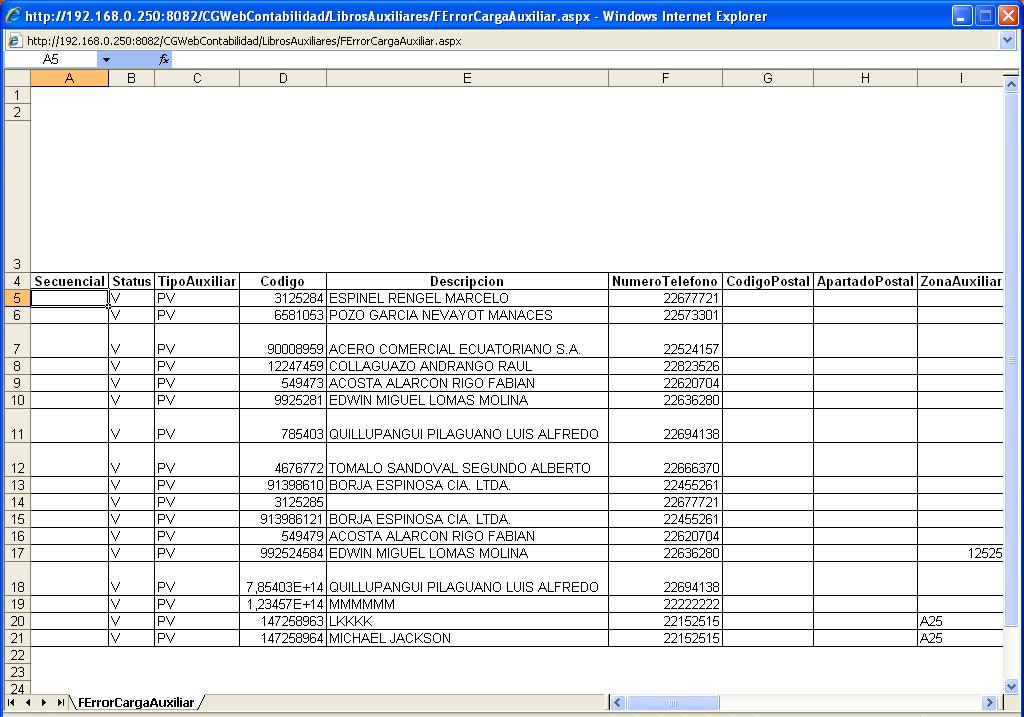 http://192.168.0.250:8082/CGWebContabilidad/LibrosAuxiliares/FErrorCargaAuxiliar.aspx - Windows Internet Explorer
http://192.168.0.250:8082/CGWebContabilidad/LibrosAuxiliares/FErrorCargaAuxiliar.aspx
A5 fx
A B C D E F G H I
1
2
3
4 Secuencial Status TipoAuxiliar Codigo Descripcion NumeroTelefono CodigoPostal ApartadoPostal ZonaAuxiliar
5 V PV 3125284 ESPINEL RENGEL MARCELO 22677721
6 V PV 6581053 POZO GARCIA NEVAYOT MANACES 22573301
7 V PV 90008959 ACERO COMERCIAL ECUATORIANO S.A. 22524157
8 V PV 12247459 COLLAGUAZO ANDRANGO RAUL 22823526
9 V PV 549473 ACOSTA ALARCON RIGO FABIAN 22620704
10 V PV 9925281 EDWIN MIGUEL LOMAS MOLINA 22636280
11 V PV 785403 QUILLUPANGUI PILAGUANO LUIS ALFREDO 22694138
12 V PV 4676772 TOMALO SANDOVAL SEGUNDO ALBERTO 22666370
13 V PV 91398610 BORJA ESPINOSA CIA. LTDA. 22455261
14 V PV 3125285 22677721
15 V PV 913986121 BORJA ESPINOSA CIA. LTDA. 22455261
16 V PV 549479 ACOSTA ALARCON RIGO FABIAN 22620704
17 V PV 992524584 EDWIN MIGUEL LOMAS MOLINA 22636280 12525
18 V PV 7,85403E+14 QUILLUPANGUI PILAGUANO LUIS ALFREDO 22694138
19 V PV 1,23457E+14 MMMMMM 22222222
20 V PV 147258963 LKKKK 22152515 A25
21 V PV 147258964 MICHAEL JACKSON 22152515 A25
22
23
24
FErrorCargaAuxiliar